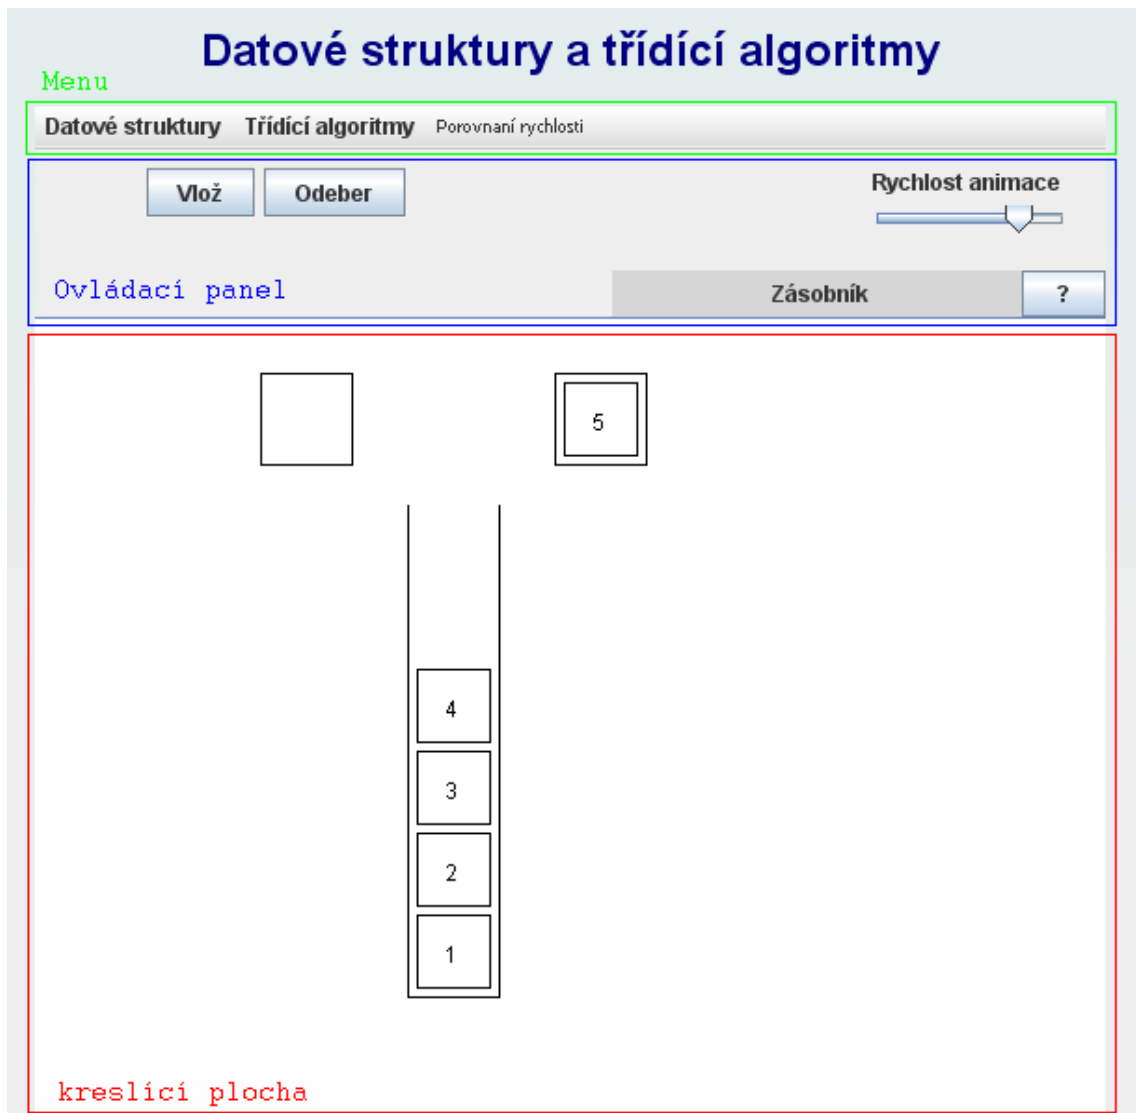 Datové struktury a třídící algoritmy
Menu
Datové struktury Třídící algoritmy Porovnaní rychlosti
Vlož Odeber Rychlost animace
Ovládací panel Zásobník ?
5
4
3
2
1
kreslící plocha